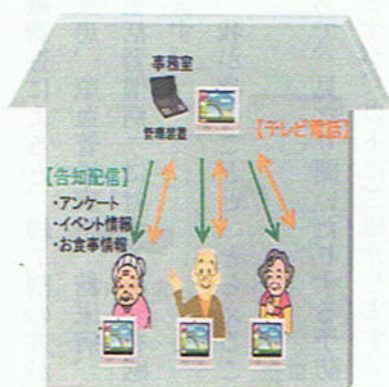 事務室
管理装置
【テレビ電話】
【告知配信】
・アンケート
・イベント情報
・お食事情報